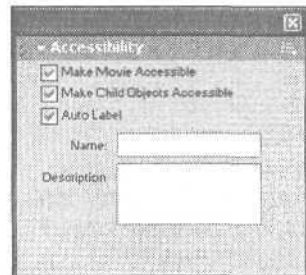 Accessibility
Make Movie Accessible
Make Child Objects Accessible
Auto Label
Name:
Description